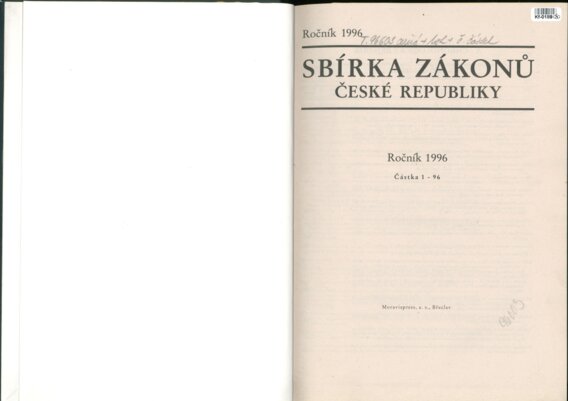 Ročník 1996
SBÍRKA ZÁKONŮ
ČESKÉ REPUBLIKY
Ročník 1996
Částka 1 - 96
Moraviapress, a. s., Břeclav